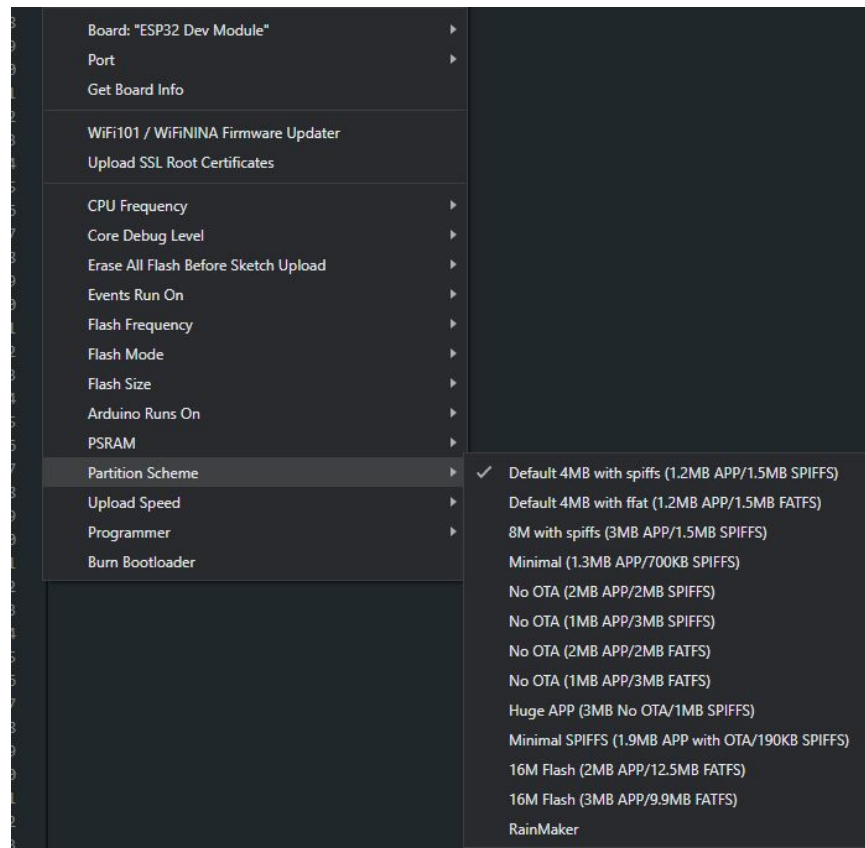 Board: "ESP32 Dev Module"
Port
Get Board Info
WiFi101 / WiFiNINA Firmware Updater
Upload SSL Root Certificates
CPU Frequency
Core Debug Level
Erase All Flash Before Sketch Upload
Events Run On
Flash Frequency
Flash Mode
Flash Size
Arduino Runs On
PSRAM
Partition Scheme
Upload Speed
Programmer
Burn Bootloader
Default 4MB with spiffs (1.2MB APP/1.5MB SPIFFS)
Default 4MB with ffat (1.2MB APP/1.5MB FATFS)
8M with spiffs (3MB APP/1.5MB SPIFFS)
Minimal (1.3MB APP/700KB SPIFFS)
No OTA (2MB APP/2MB SPIFFS)
No OTA (1MB APP/3MB SPIFFS)
No OTA (2MB APP/2MB FATFS)
No OTA (1MB APP/3MB FATFS)
Huge APP (3MB No OTA/1MB SPIFFS)
Minimal SPIFFS (1.9MB APP with OTA/190KB SPIFFS)
16M Flash (2MB APP/12.5MB FATFS)
16M Flash (3MB APP/9.9MB FATFS)
RainMaker